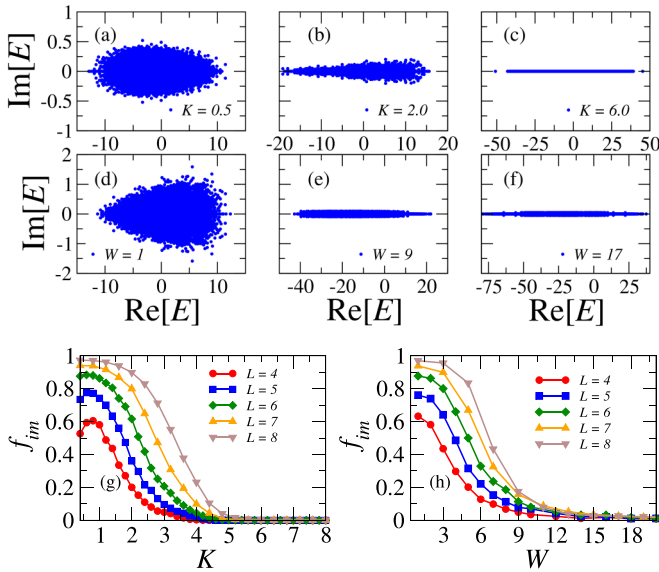 1
0.5
0
-0.5
-1
Im[E]
(a)
K = 0.5
-10 0 10
(b)
K = 2.0
-20 -10 0 10 20
(c)
K = 6.0
-50 -25 0 25 50
2
1
0
-1
-2
Im[E]
(d)
W = 1
-10 0 10
Re[E]
(e)
W = 9
-40 -20 0 20
Re[E]
(f)
W = 17
-75 -50 -25 0 25
Re[E]
1
0.8
0.6
0.4
0.2
0
f_im
L = 4
L = 5
L = 6
L = 7
L = 8
(g)
1 2 3 4 5 6 7 8
K
1
0.8
0.6
0.4
0.2
0
f_im
L = 4
L = 5
L = 6
L = 7
L = 8
(h)
3 6 9 12 15 18
W